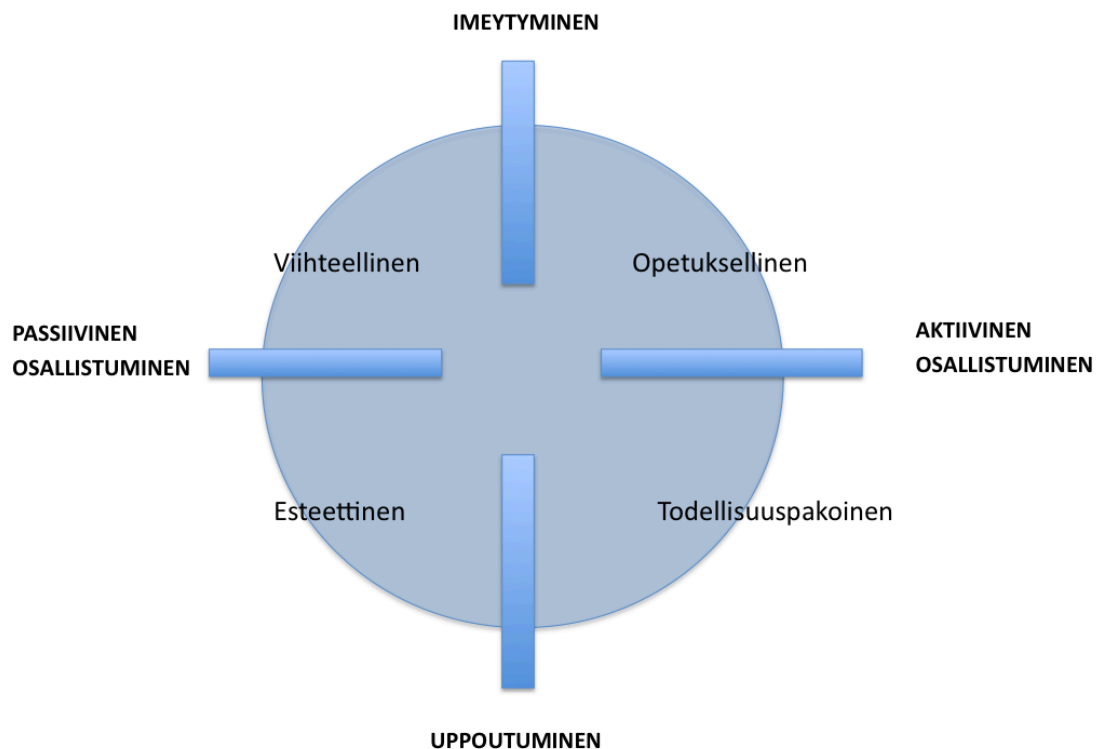 IMEYTYMINEN
Viihteellinen
Opetuksellinen
PASSIIVINEN
OSALLISTUMINEN
AKTIIVINEN
OSALLISTUMINEN
Esteettinen
Todellisuuspakoinen
UPPOUTUMINEN